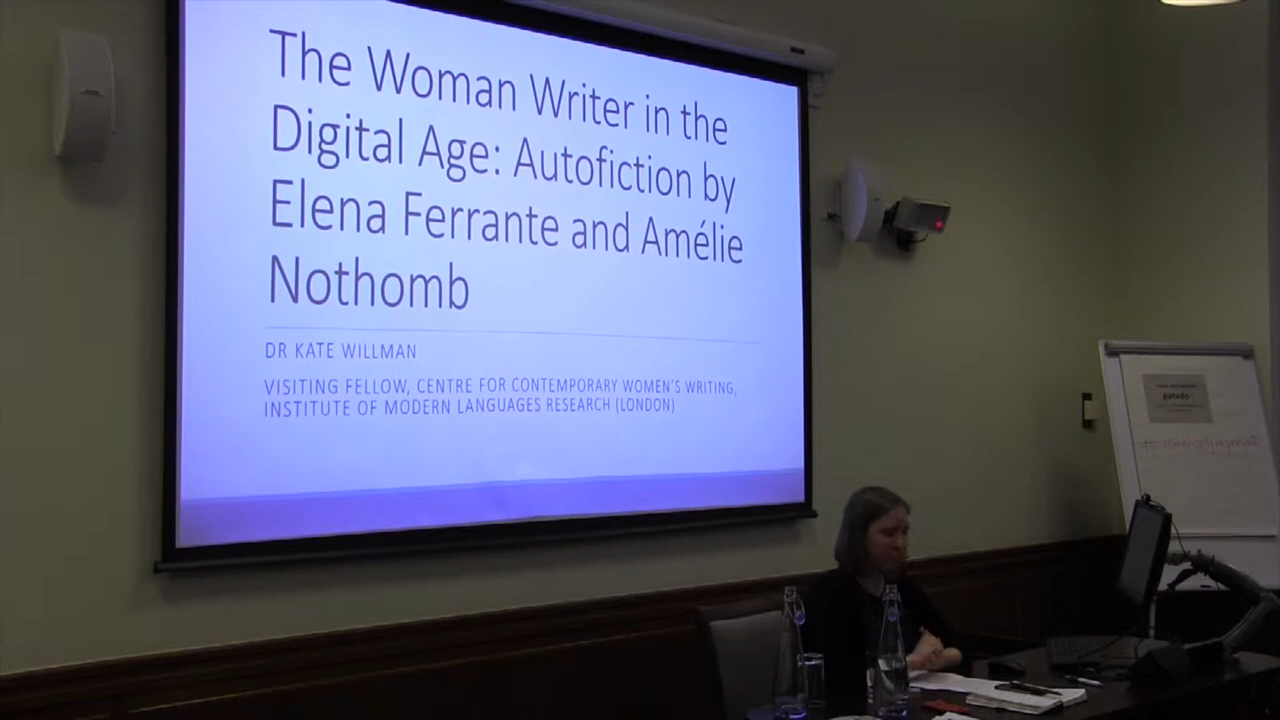 The Woman Writer in the
Digital Age: Autofiction by
Elena Ferrante and Amélie
Nothomb
DR KATE WILLMAN
VISITING FELLOW, CENTRE FOR CONTEMPORARY WOMEN'S WRITING,
INSTITUTE OF MODERN LANGUAGES RESEARCH (LONDON)